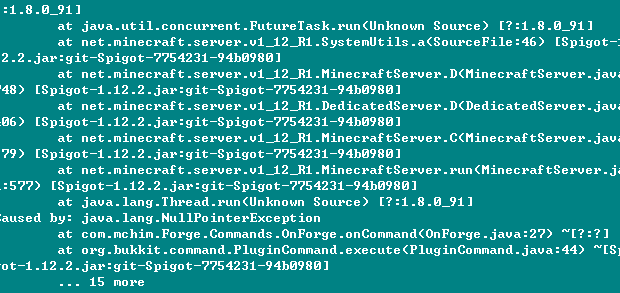 :1.8.0_91]
at java.util.concurrent.FutureTask.run(Unknown Source) [?:1.8.0_91]
at net.minecraft.server.v1_12_R1.SystemUtils.a(SourceFile:46) [Spigot-1
.2.2.jar:git-Spigot-7754231-94b0980]
at net.minecraft.server.v1_12_R1.MinecraftServer.D(MinecraftServer.java
748) [Spigot-1.12.2.jar:git-Spigot-7754231-94b0980]
at net.minecraft.server.v1_12_R1.DedicatedServer.D(DedicatedServer.java
406) [Spigot-1.12.2.jar:git-Spigot-7754231-94b0980]
at net.minecraft.server.v1_12_R1.MinecraftServer.C(MinecraftServer.java
579) [Spigot-1.12.2.jar:git-Spigot-7754231-94b0980]
at net.minecraft.server.v1_12_R1.MinecraftServer.run(MinecraftServer.ja
:577) [Spigot-1.12.2.jar:git-Spigot-7754231-94b0980]
at java.lang.Thread.run(Unknown Source) [?:1.8.0_91]
Caused by: java.lang.NullPointerException
at com.mchim.Forge.Commands.OnForge.onCommand(OnForge.java:27) ~[?:?]
at org.bukkit.command.PluginCommand.execute(PluginCommand.java:44) ~[Sp
got-1.12.2.jar:git-Spigot-7754231-94b0980]
... 15 more